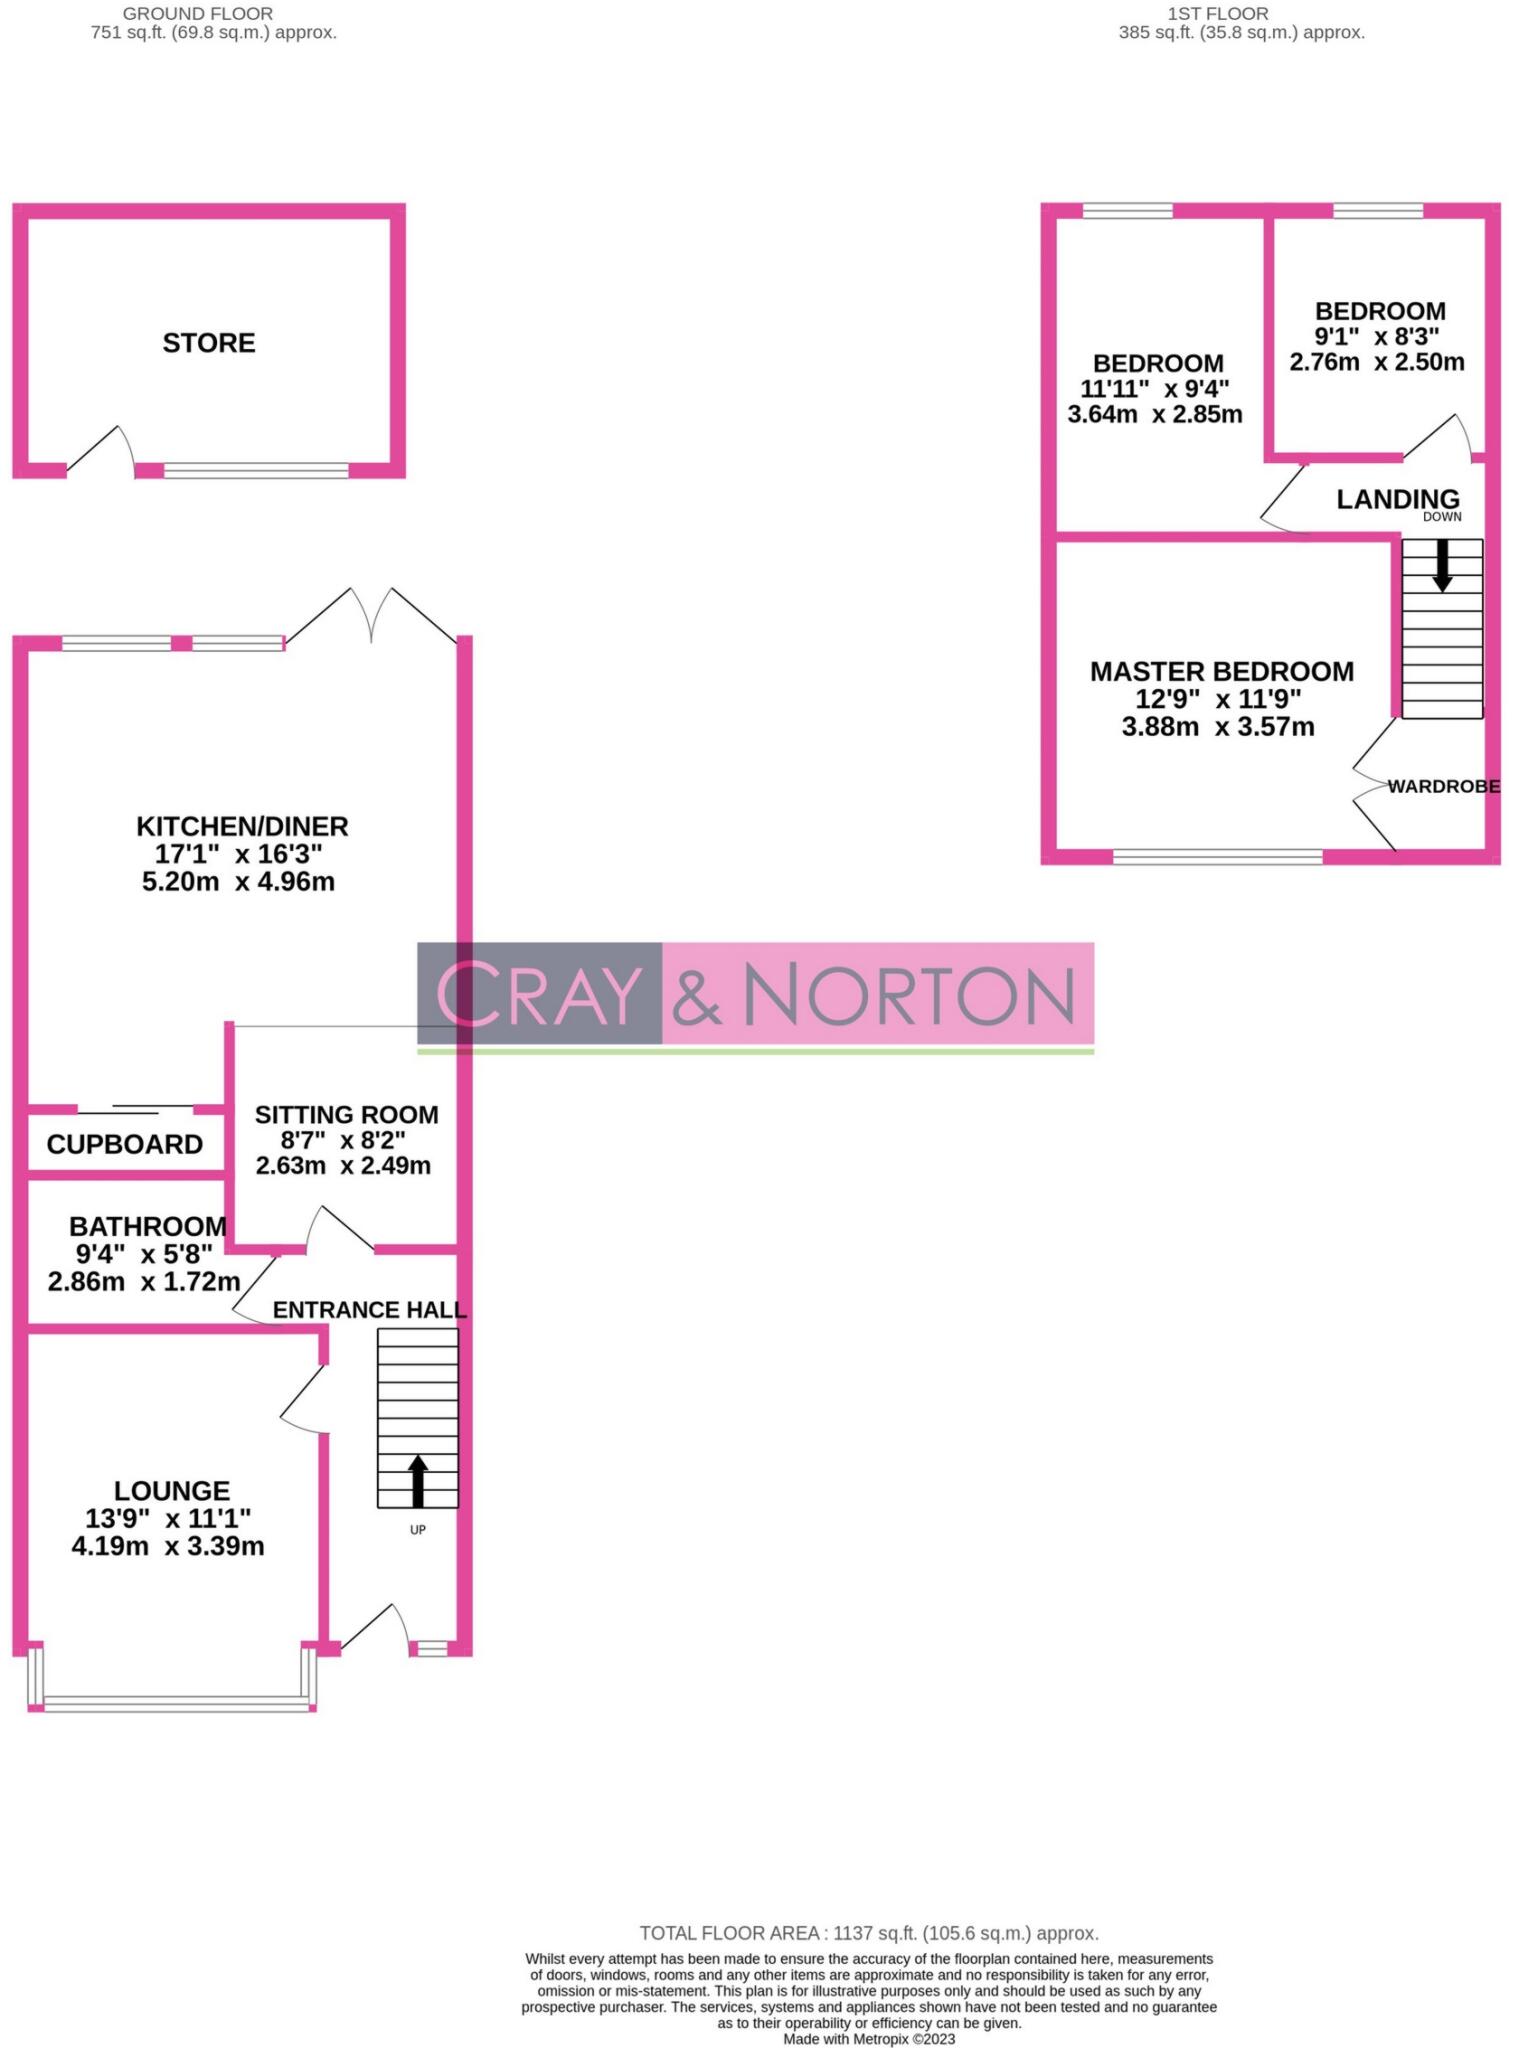 GROUND FLOOR
751 sq.ft. (69.8 sq.m.) approx.
1ST FLOOR
385 sq.ft. (35.8 sq.m.) approx.
STORE
BEDROOM
9'1" x 8'3"
2.76m x 2.50m
BEDROOM
11'11" x 9'4"
3.64m x 2.85m
LANDING
DOWN
MASTER BEDROOM
12'9" x 11'9"
3.88m x 3.57m
WARDROBE
KITCHEN/DINER
17'1" x 16'3"
5.20m x 4.96m
CRAY & NORTON
SITTING ROOM
8'7" x 8'2"
2.63m x 2.49m
CUPBOARD
BATHROOM
9'4" x 5'8"
2.86m x 1.72m
ENTRANCE HALL
LOUNGE
13'9" x 11'1"
4.19m x 3.39m
UP
TOTAL FLOOR AREA : 1137 sq.ft. (105.6 sq.m.) approx.
Whilst every attempt has been made to ensure the accuracy of the floorplan contained here, measurements
of doors, windows, rooms and any other items are approximate and no responsibility is taken for any error,
omission or mis-statement. This plan is for illustrative purposes only and should be used as such by any
prospective purchaser. The services, systems and appliances shown have not been tested and no guarantee
as to their operability or efficiency can be given.
Made with Metropix ©2023